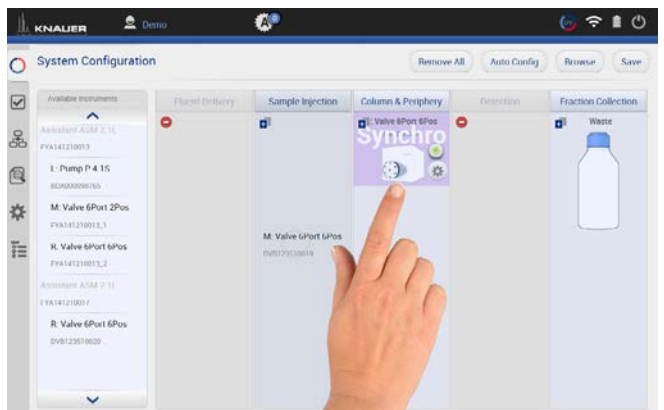 KNAUER
Demo
System Configuration
Remove All
Auto Config
Browse
Save
Available Instruments
Fluent Delivery
Sample Injection
Column & Periphery
Detection
Fraction Collection
Assistant ASM 2.1L
FYA141210013
L: Pump P 4.1S
M: Valve 6Port 2Pos
FYA141210013_1
R: Valve 6Port 6Pos
FYA141210013_2
Assistant ASM 2.1L
FYA141210017
R: Valve 6Port 6Pos
DVB123510020
M: Valve 6Port 6Pos
DVB123510019
: Valve 6Port 6Pos
Synchro
Waste